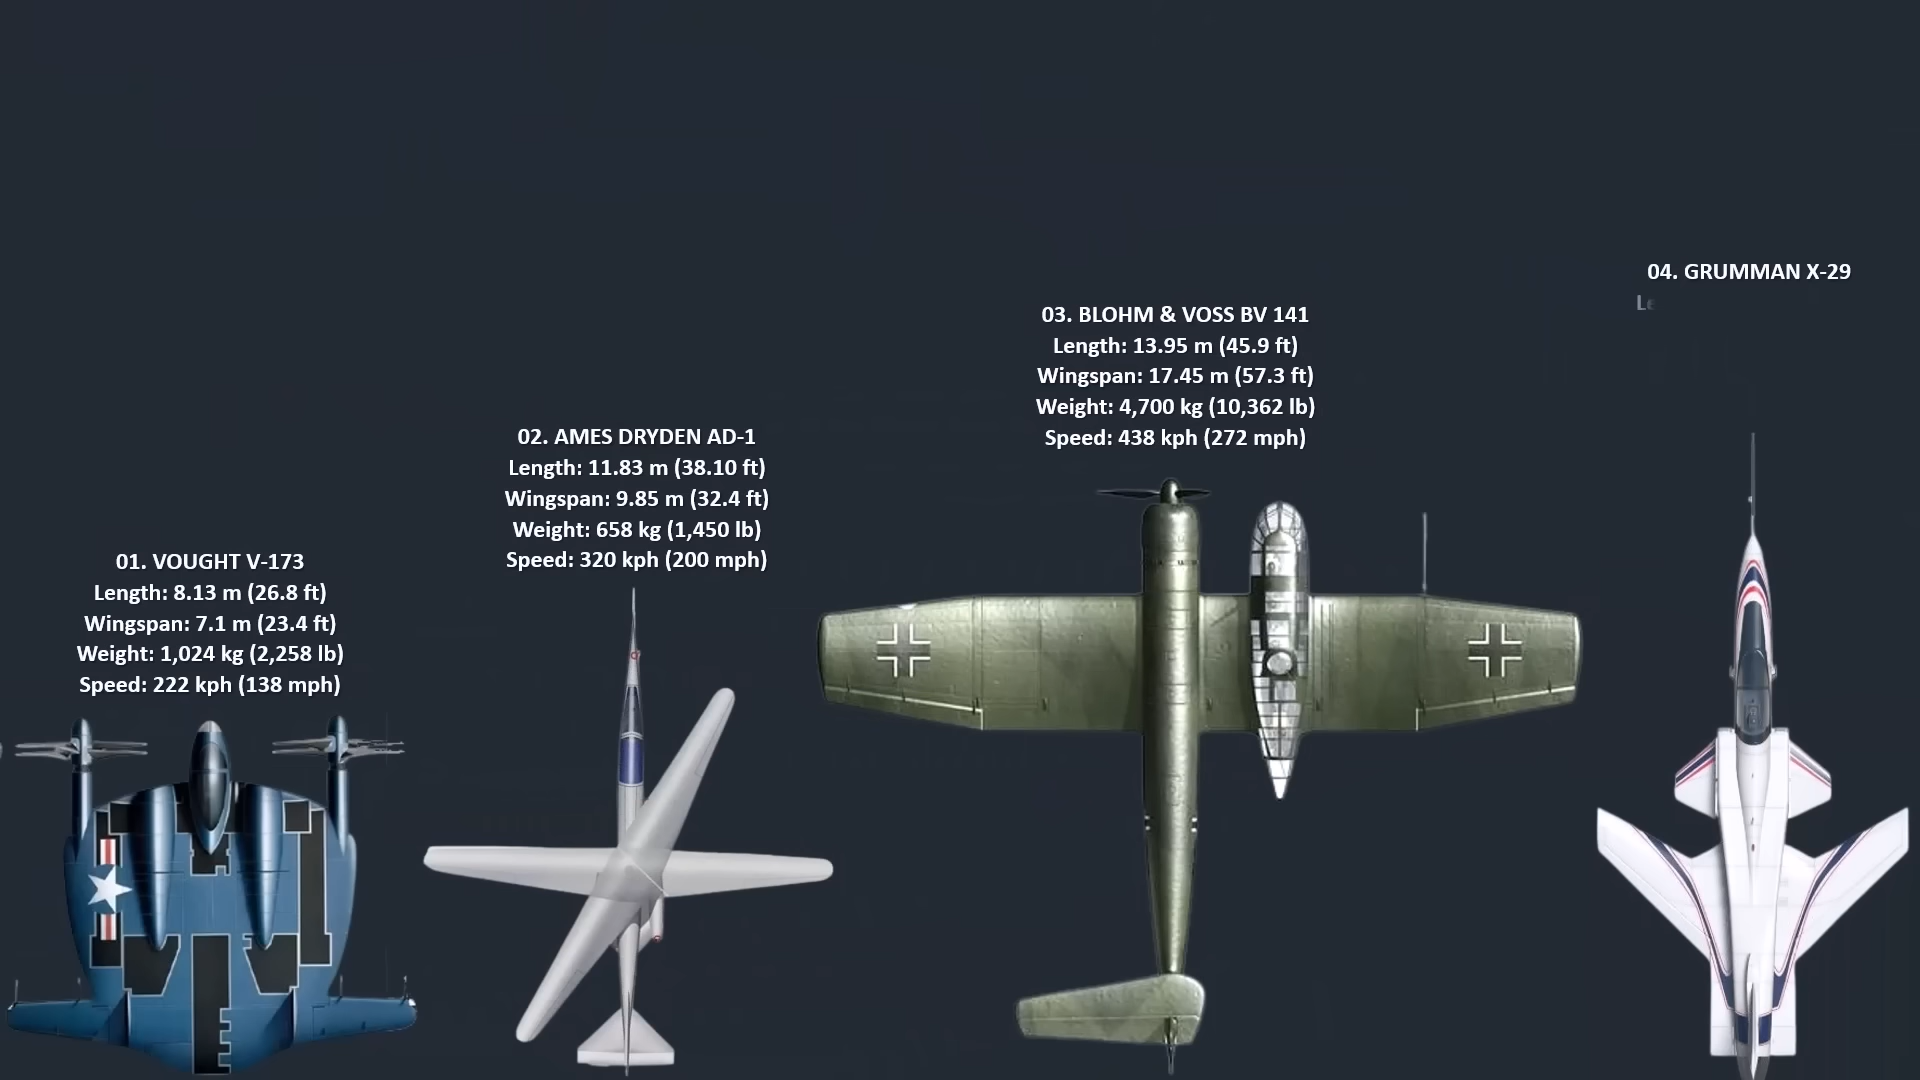 01. VOUGHT V-173
Length: 8.13 m (26.8 ft)
Wingspan: 7.1 m (23.4 ft)
Weight: 1,024 kg (2,258 lb)
Speed: 222 kph (138 mph)
02. AMES DRYDEN AD-1
Length: 11.83 m (38.10 ft)
Wingspan: 9.85 m (32.4 ft)
Weight: 658 kg (1,450 lb)
Speed: 320 kph (200 mph)
03. BLOHM & VOSS BV 141
Length: 13.95 m (45.9 ft)
Wingspan: 17.45 m (57.3 ft)
Weight: 4,700 kg (10,362 lb)
Speed: 438 kph (272 mph)
04. GRUMMAN X-29
Le